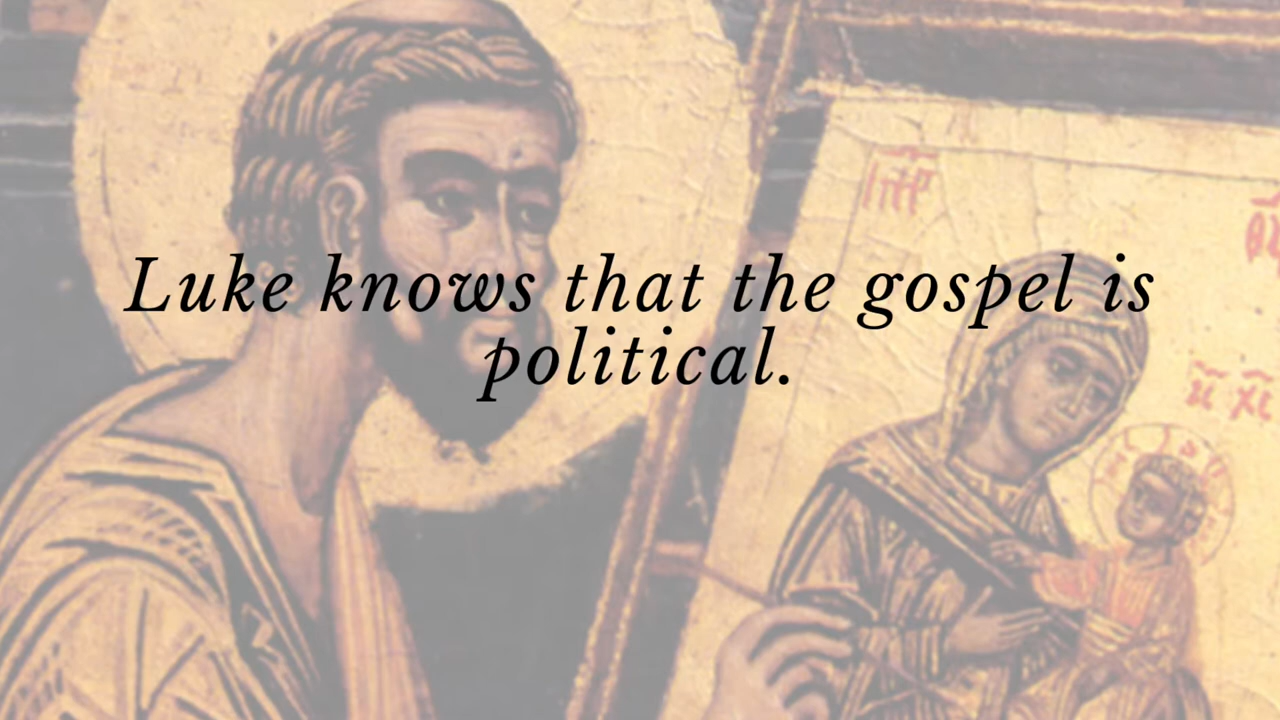 Luke knows that the gospel is
political.